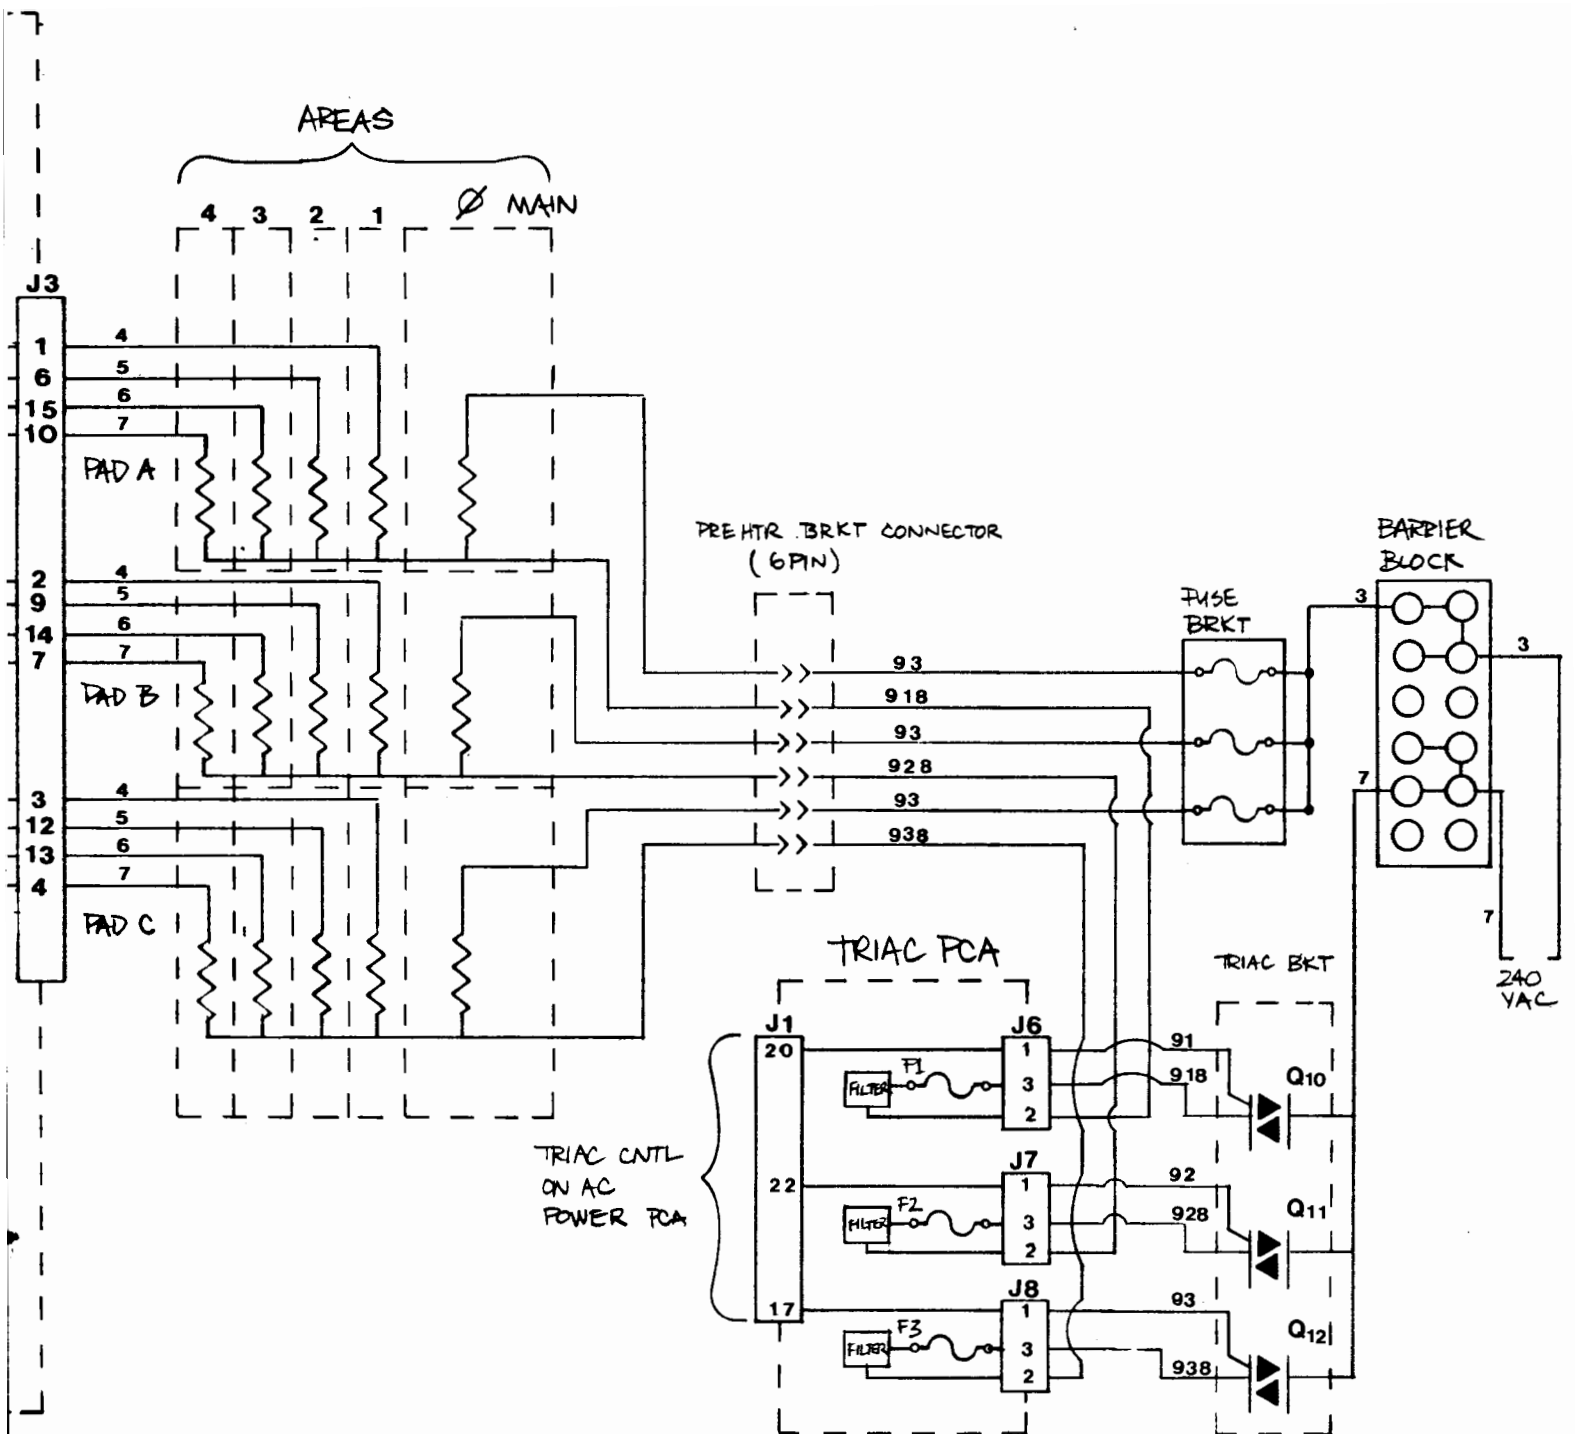 AREAS
4 3 2 1 Ø MAIN
J3
1 4
6 5
15 6
10 7
PAD A
2 4
9 5
14 6
7 7
PAD B
3 4
12 5
13 6
4 7
PAD C
PRE HTR. BRKT CONNECTOR
(6PIN)
93
918
93
928
93
938
FUSE
BRKT
BARRIER
BLOCK
3
3
7
7
240
VAC
TRIAC PCA
TRIAC BKT
J1
20
22
17
TRIAC CNTL
ON AC
POWER PCA
J6
1 91
FILTER F1 3 918
2
Q10
J7
1 92
FILTER F2 3 928
2
Q11
J8
1 93
FILTER F3 3
2 938
Q12